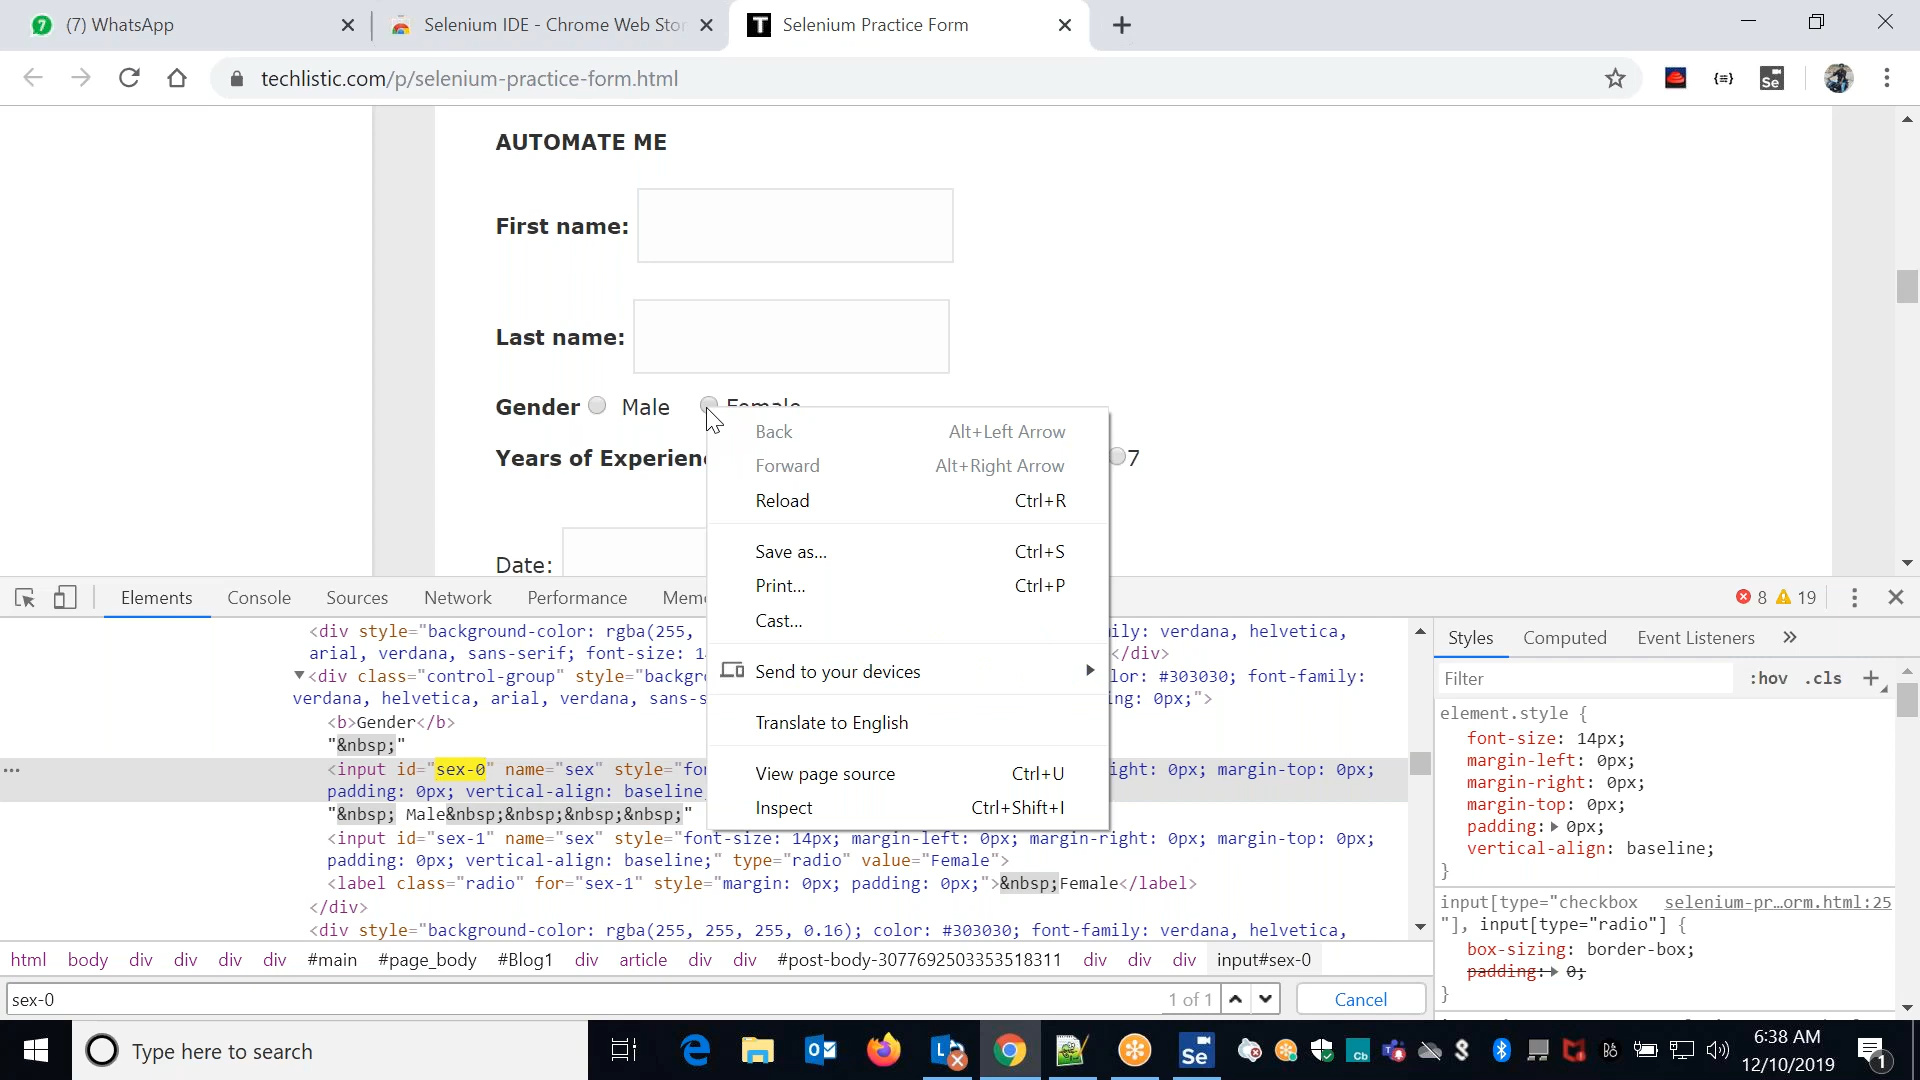 (7) WhatsApp
Selenium IDE - Chrome Web Stor
Selenium Practice Form
techlistic.com/p/selenium-practice-form.html
AUTOMATE ME
First name:
Last name:
Gender Male Female
Years of Experien 7
Date:
Back Alt+Left Arrow
Forward Alt+Right Arrow
Reload Ctrl+R
Save as... Ctrl+S
Print... Ctrl+P
Cast...
Send to your devices
Translate to English
View page source Ctrl+U
Inspect Ctrl+Shift+I
Elements Console Sources Network Performance Mem 8 19
<div style="background-color: rgba(255, ily: verdana, helvetica,
arial, verdana, sans-serif; font-size: 1 </div>
▼<div class="control-group" style="backgr lor: #303030; font-family:
verdana, helvetica, arial, verdana, sans-s ng: 0px;">
<b>Gender</b>
"&nbsp;"
... <input id="sex-0" name="sex" style="fo ight: 0px; margin-top: 0px;
padding: 0px; vertical-align: baseline
"&nbsp; Male&nbsp;&nbsp;&nbsp;&nbsp;"
<input id="sex-1" name="sex" style="font-size: 14px; margin-left: 0px; margin-right: 0px; margin-top: 0px;
padding: 0px; vertical-align: baseline;" type="radio" value="Female">
<label class="radio" for="sex-1" style="margin: 0px; padding: 0px;">&nbsp;Female</label>
</div>
<div style="background-color: rgba(255, 255, 255, 0.16); color: #303030; font-family: verdana, helvetica,
html body div div div div #main #page_body #Blog1 div article div div #post-body-3077692503353518311 div div div input#sex-0
sex-0 1 of 1 Cancel
Styles Computed Event Listeners »
Filter :hov .cls +
element.style {
font-size: 14px;
margin-left: 0px;
margin-right: 0px;
margin-top: 0px;
padding:▶ 0px;
vertical-align: baseline;
}
input[type="checkbox selenium-pr…orm.html:25
"], input[type="radio"] {
box-sizing: border-box;
padding:▶ 0;
}
Type here to search
6:38 AM
12/10/2019
1